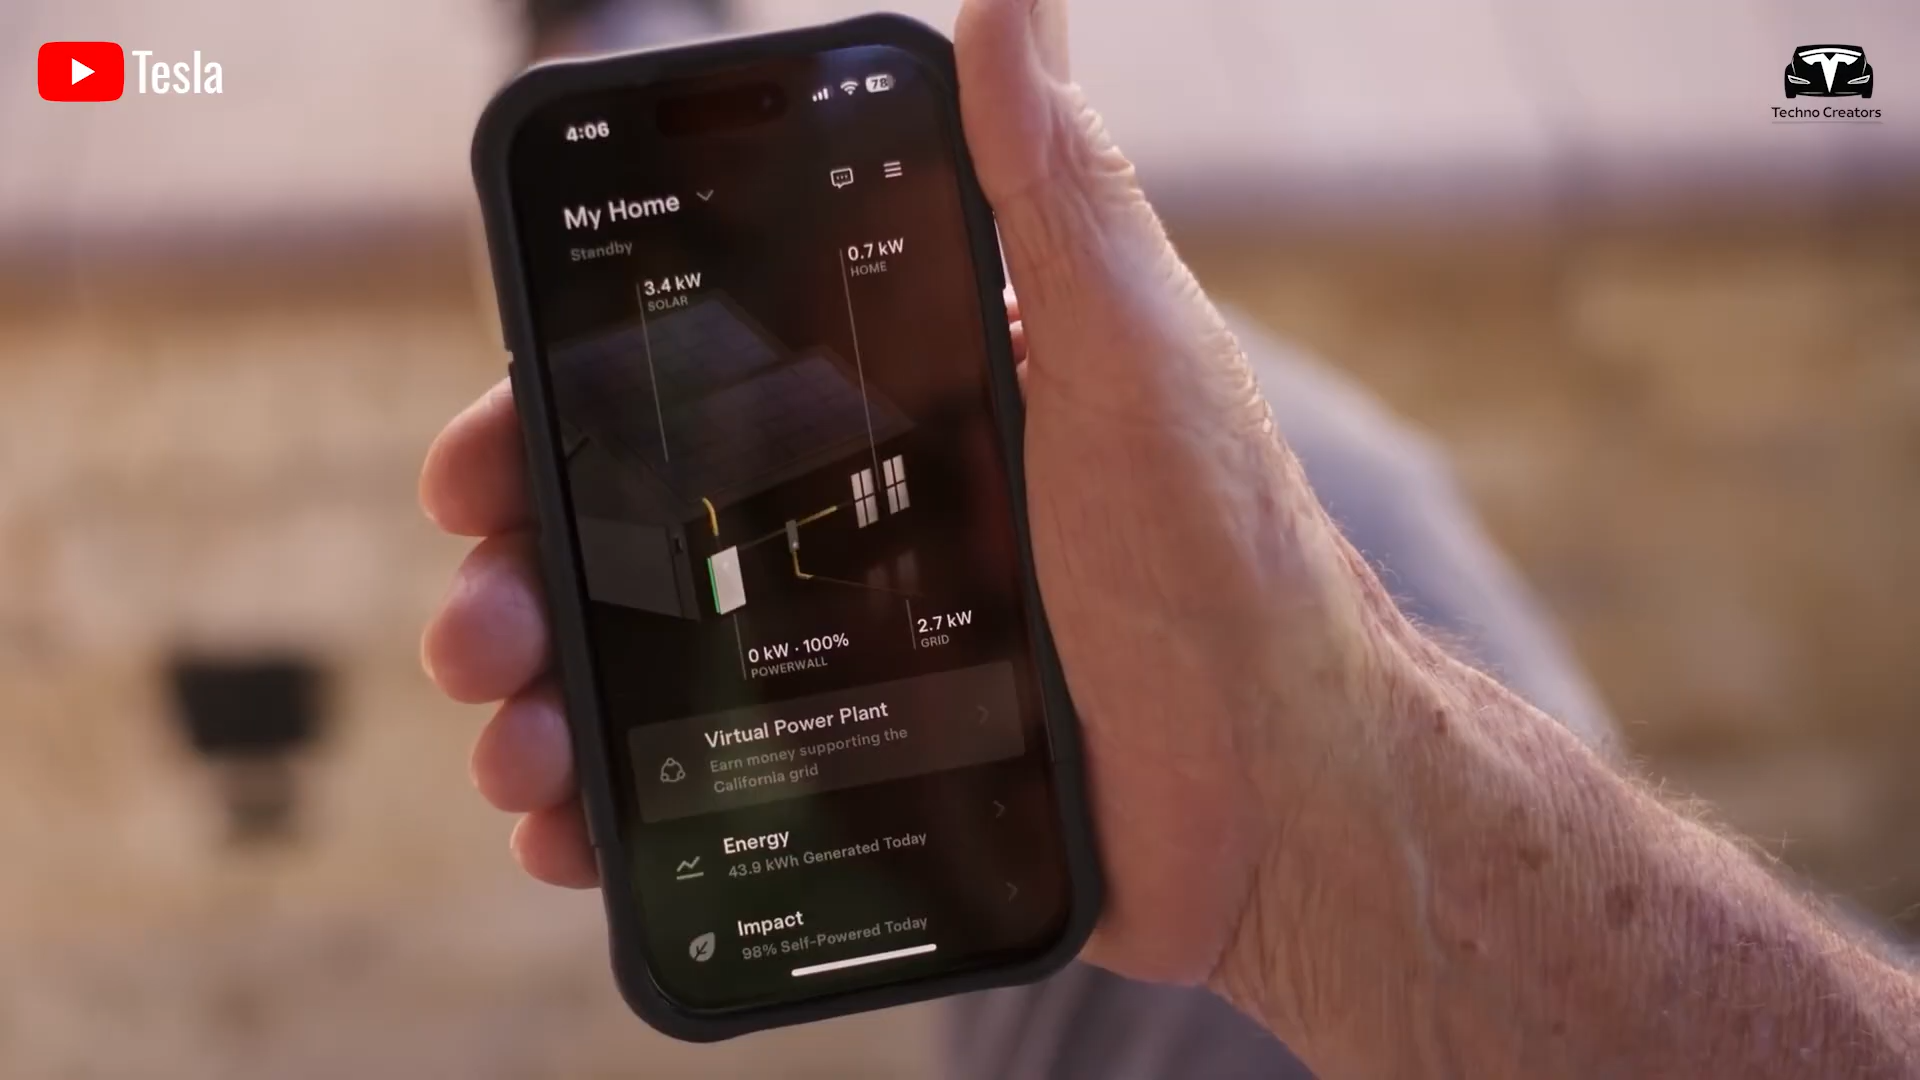 Tesla
Techno Creators
4:06
78
My Home
Standby
3.4 kW
SOLAR
0.7 kW
HOME
0 kW · 100%
POWERWALL
2.7 kW
GRID
Virtual Power Plant
Earn money supporting the
California grid
Energy
43.9 kWh Generated Today
Impact
98% Self-Powered Today